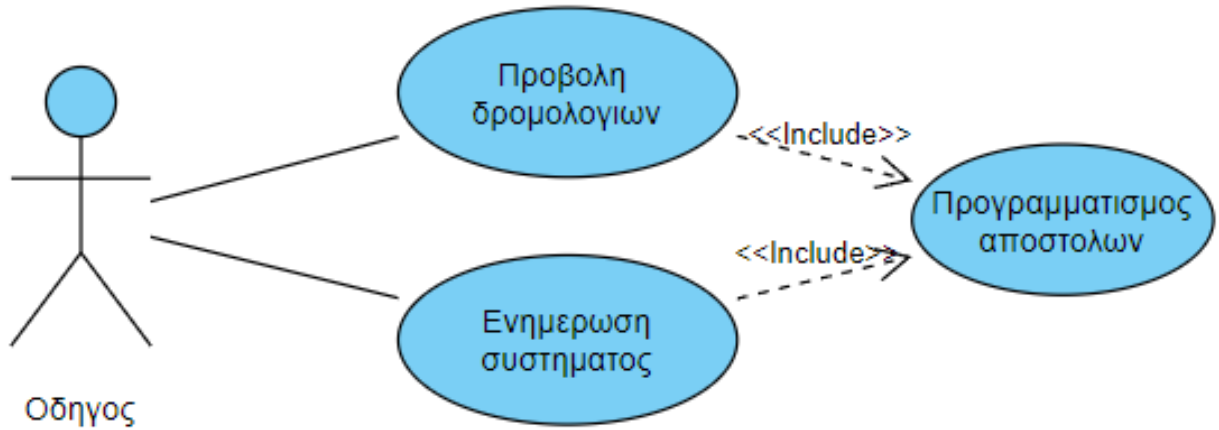 Προβολη
δρομολογιων
<<Include>>
Προγραμματισμος
αποστολων
<<Include>>
Ενημερωση
συστηματος
Οδηγος